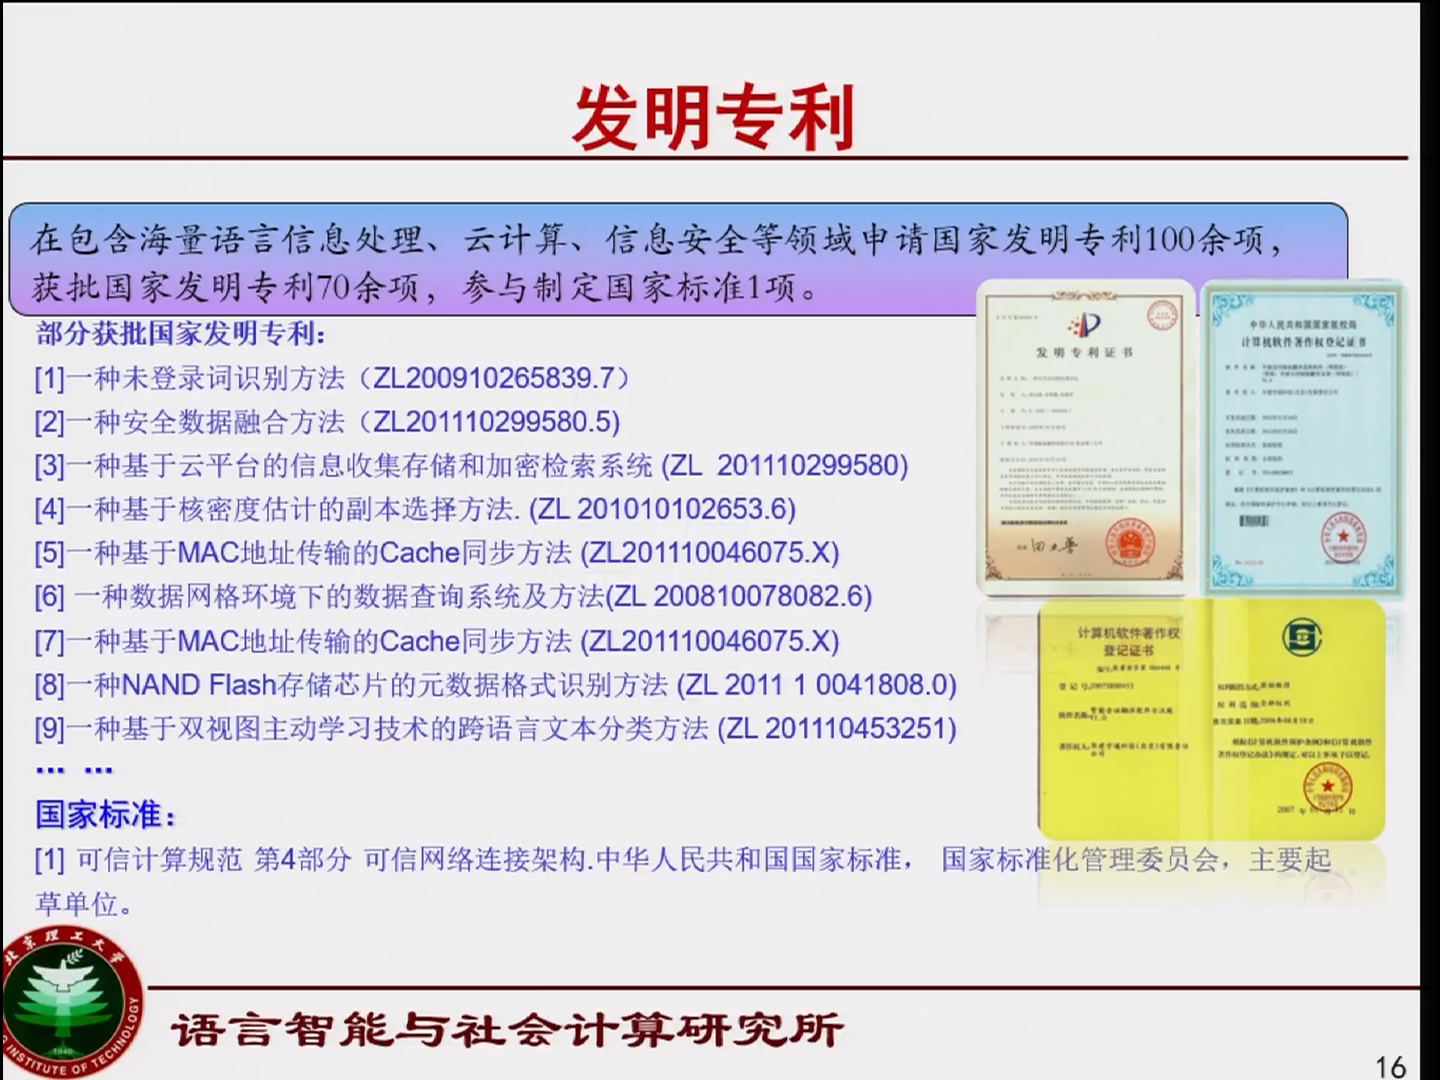 发明专利
在包含海量语言信息处理、云计算、信息安全等领域申请国家发明专利100余项，
获批国家发明专利70余项，参与制定国家标准1项。
部分获批国家发明专利：
[1]一种未登录词识别方法（ZL200910265839.7）
[2]一种安全数据融合方法（ZL201110299580.5)
[3]一种基于云平台的信息收集存储和加密检索系统 (ZL  201110299580)
[4]一种基于核密度估计的副本选择方法. (ZL 201010102653.6)
[5]一种基于MAC地址传输的Cache同步方法 (ZL201110046075.X)
[6] 一种数据网格环境下的数据查询系统及方法(ZL 200810078082.6)
[7]一种基于MAC地址传输的Cache同步方法 (ZL201110046075.X)
[8]一种NAND Flash存储芯片的元数据格式识别方法 (ZL 2011 1 0041808.0)
[9]一种基于双视图主动学习技术的跨语言文本分类方法 (ZL 201110453251)
… …
国家标准：
[1] 可信计算规范 第4部分 可信网络连接架构.中华人民共和国国家标准， 国家标准化管理委员会，主要起
草单位。
发明专利证书
中华人民共和国国家版权局
计算机软件著作权登记证书
计算机软件著作权
登记证书
北京理工大学
INSTITUTE OF TECHNOLOGY
1940
语言智能与社会计算研究所
16